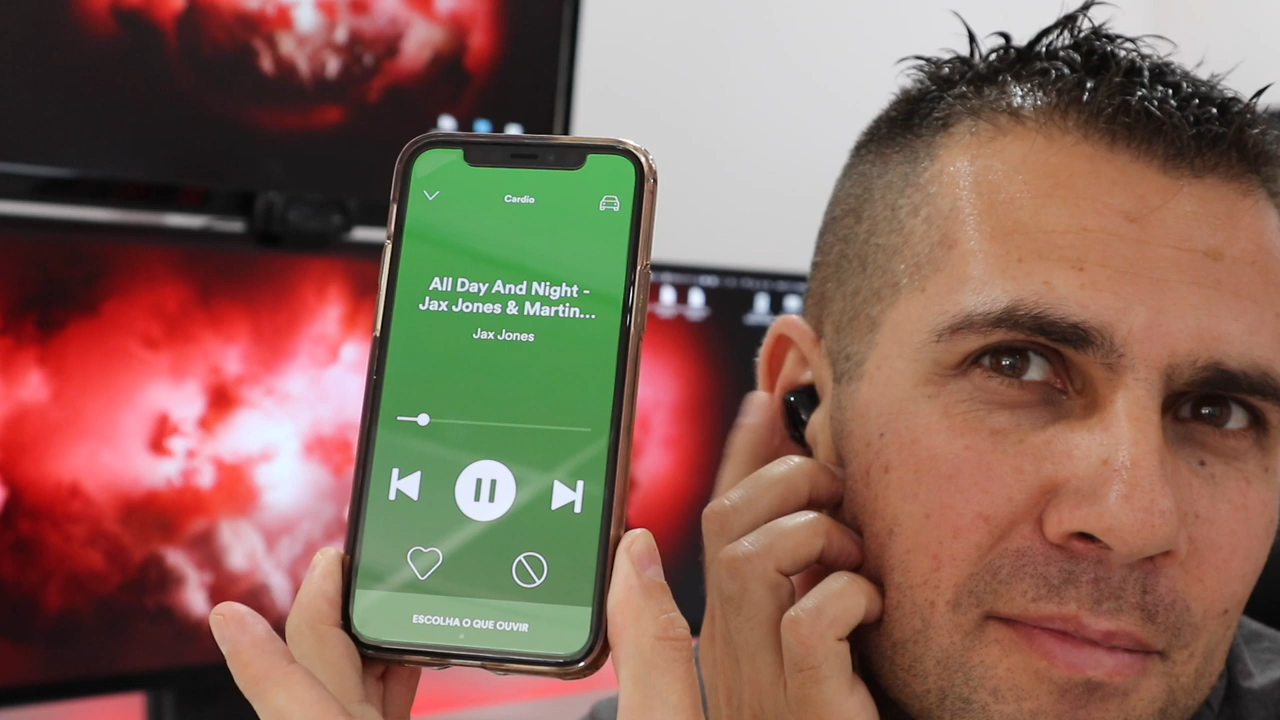 Cardio
All Day And Night -
Jax Jones & Martin...
Jax Jones
ESCOLHA O QUE OUVIR